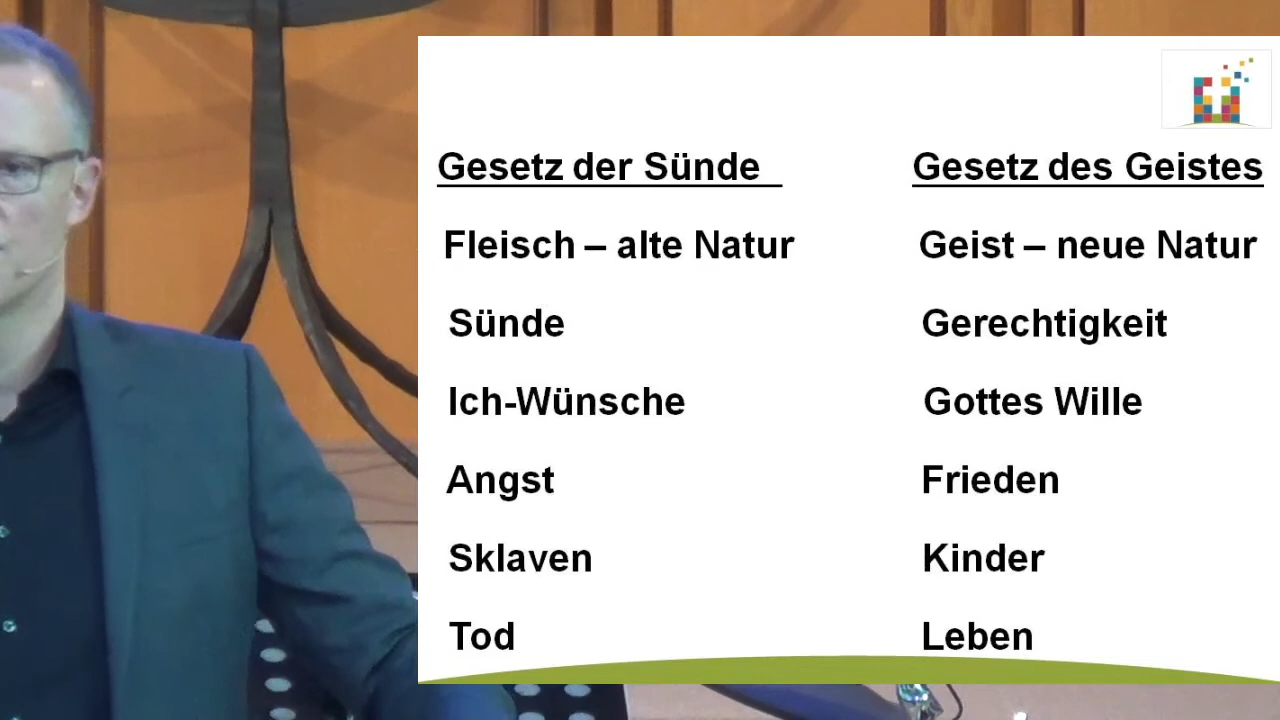 Gesetz der Sünde Gesetz des Geistes
Fleisch – alte Natur Geist – neue Natur
Sünde Gerechtigkeit
Ich-Wünsche Gottes Wille
Angst Frieden
Sklaven Kinder
Tod Leben